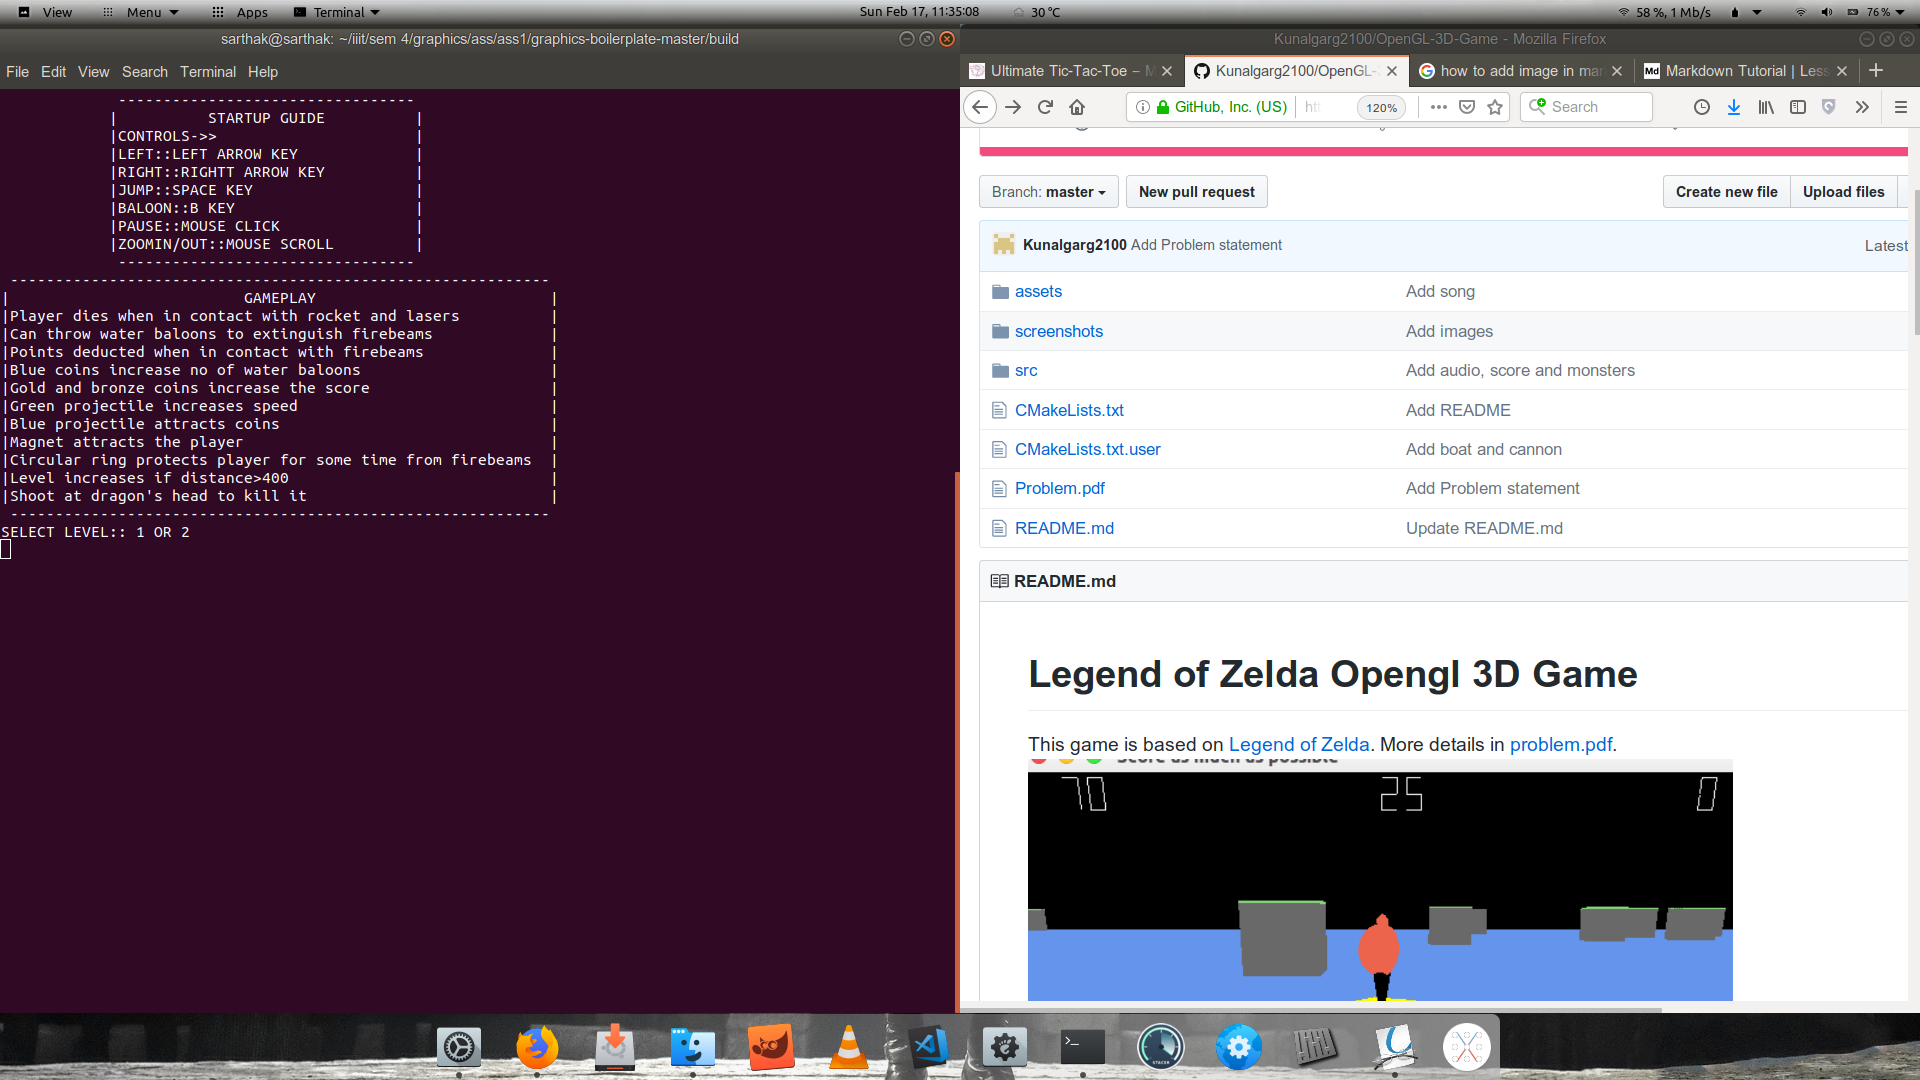 View Menu Apps Terminal Sun Feb 17, 11:35:08 30 °C 58 %, 1 Mb/s 76 %
sarthak@sarthak: ~/iiit/sem 4/graphics/ass/ass1/graphics-boilerplate-master/build
File Edit View Search Terminal Help
---------------------------------
| STARTUP GUIDE |
|CONTROLS->> |
|LEFT::LEFT ARROW KEY |
|RIGHT::RIGHTT ARROW KEY |
|JUMP::SPACE KEY |
|BALOON::B KEY |
|PAUSE::MOUSE CLICK |
|ZOOMIN/OUT::MOUSE SCROLL |
---------------------------------
------------------------------------------------------------
| GAMEPLAY |
|Player dies when in contact with rocket and lasers |
|Can throw water baloons to extinguish firebeams |
|Points deducted when in contact with firebeams |
|Blue coins increase no of water baloons |
|Gold and bronze coins increase the score |
|Green projectile increases speed |
|Blue projectile attracts coins |
|Magnet attracts the player |
|Circular ring protects player for some time from firebeams |
|Level increases if distance>400 |
|Shoot at dragon's head to kill it |
------------------------------------------------------------
SELECT LEVEL:: 1 OR 2
Kunalgarg2100/OpenGL-3D-Game - Mozilla Firefox
Ultimate Tic-Tac-Toe – M Kunalgarg2100/OpenGL- how to add image in mar Md Markdown Tutorial | Less
GitHub, Inc. (US) htt 120% Search
Branch: master New pull request Create new file Upload files
Kunalgarg2100 Add Problem statement Latest
assets Add song
screenshots Add images
src Add audio, score and monsters
CMakeLists.txt Add README
CMakeLists.txt.user Add boat and cannon
Problem.pdf Add Problem statement
README.md Update README.md
README.md
Legend of Zelda Opengl 3D Game
This game is based on Legend of Zelda. More details in problem.pdf.
Score as much as possible
70 25 0
STACER